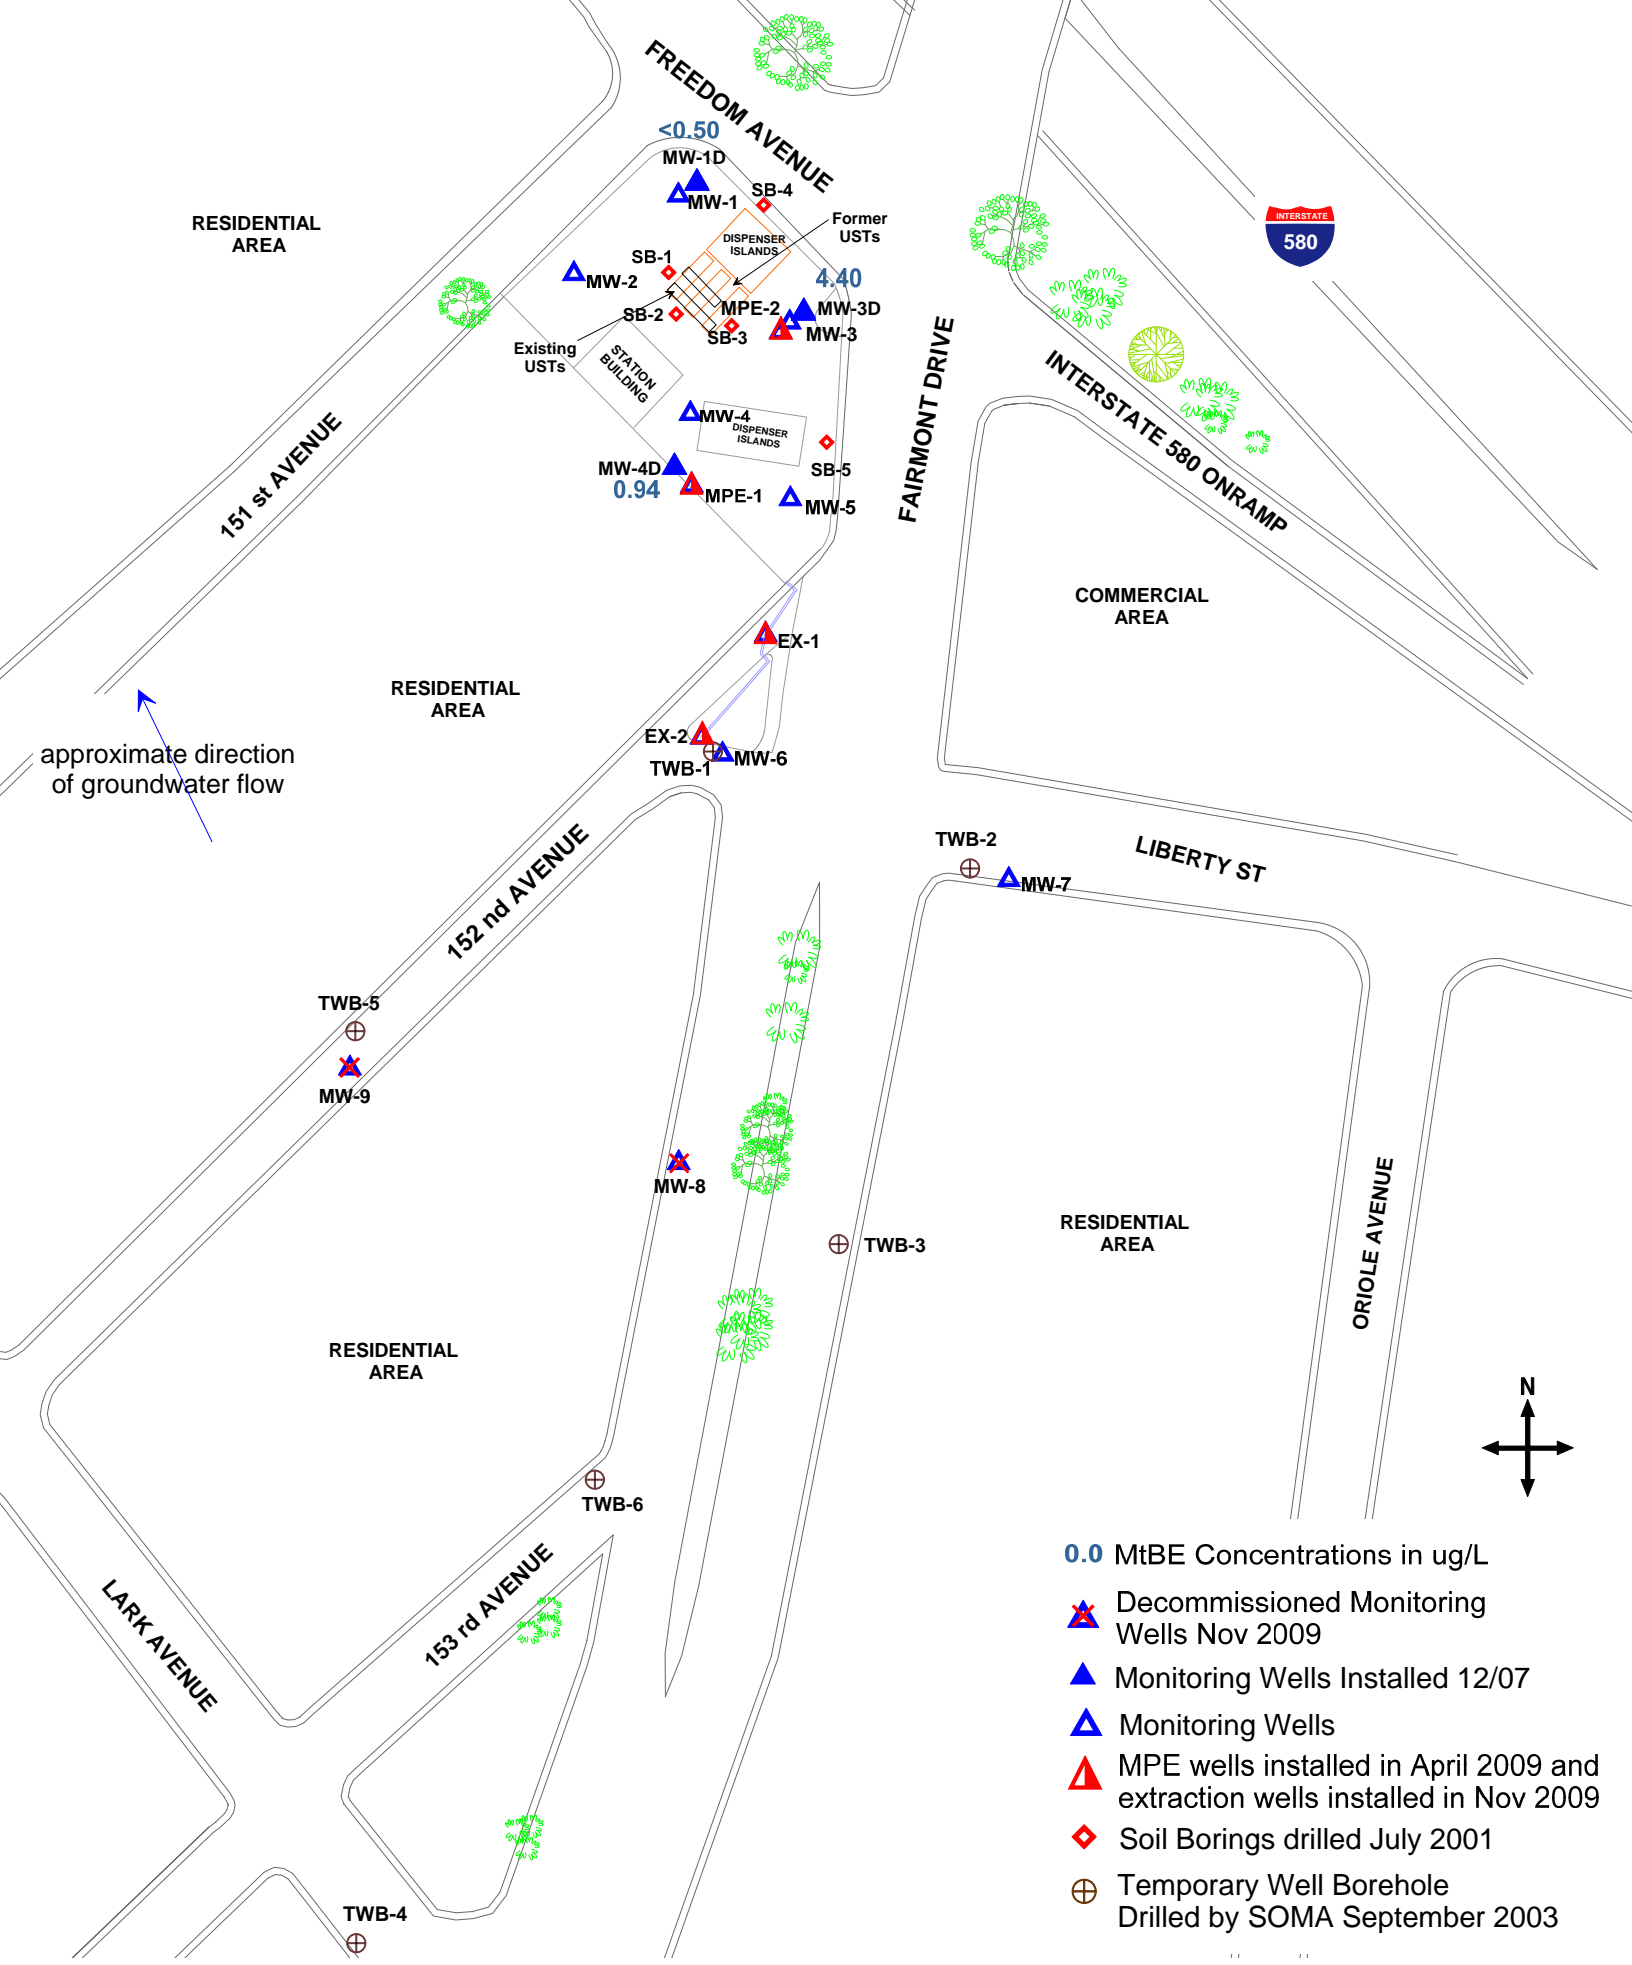 FREEDOM AVENUE
<0.50
MW-1D
MW-1
SB-4
RESIDENTIAL
AREA
Former
USTs
DISPENSER
ISLANDS
INTERSTATE
580
SB-1
MW-2
4.40
MPE-2
MW-3D
SB-2
SB-3
MW-3
Existing
USTs
STATION
BUILDING
FAIRMONT DRIVE
INTERSTATE 580 ONRAMP
MW-4
DISPENSER
ISLANDS
151 st AVENUE
MW-4D
0.94
SB-5
MPE-1
MW-5
COMMERCIAL
AREA
EX-1
RESIDENTIAL
AREA
EX-2
TWB-1
MW-6
approximate direction
of groundwater flow
TWB-2
LIBERTY ST
MW-7
152 nd AVENUE
TWB-5
MW-9
MW-8
TWB-3
RESIDENTIAL
AREA
ORIOLE AVENUE
RESIDENTIAL
AREA
N
TWB-6
153 rd AVENUE
LARK AVENUE
TWB-4
0.0 MtBE Concentrations in ug/L
Decommissioned Monitoring
Wells Nov 2009
Monitoring Wells Installed 12/07
Monitoring Wells
MPE wells installed in April 2009 and
extraction wells installed in Nov 2009
Soil Borings drilled July 2001
Temporary Well Borehole
Drilled by SOMA September 2003